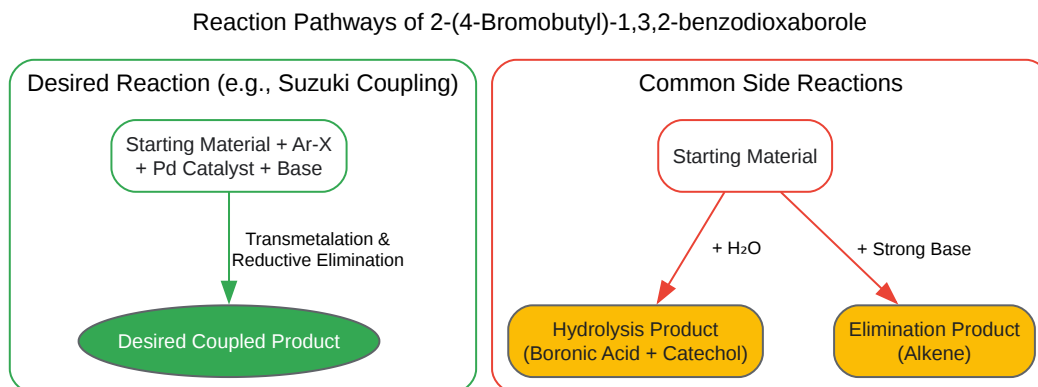 Reaction Pathways of 2-(4-Bromobutyl)-1,3,2-benzodioxaborole
Desired Reaction (e.g., Suzuki Coupling)
Starting Material + Ar-X
+ Pd Catalyst + Base
Transmetalation &
Reductive Elimination
Desired Coupled Product
Common Side Reactions
Starting Material
+ H₂O
+ Strong Base
Hydrolysis Product
(Boronic Acid + Catechol)
Elimination Product
(Alkene)